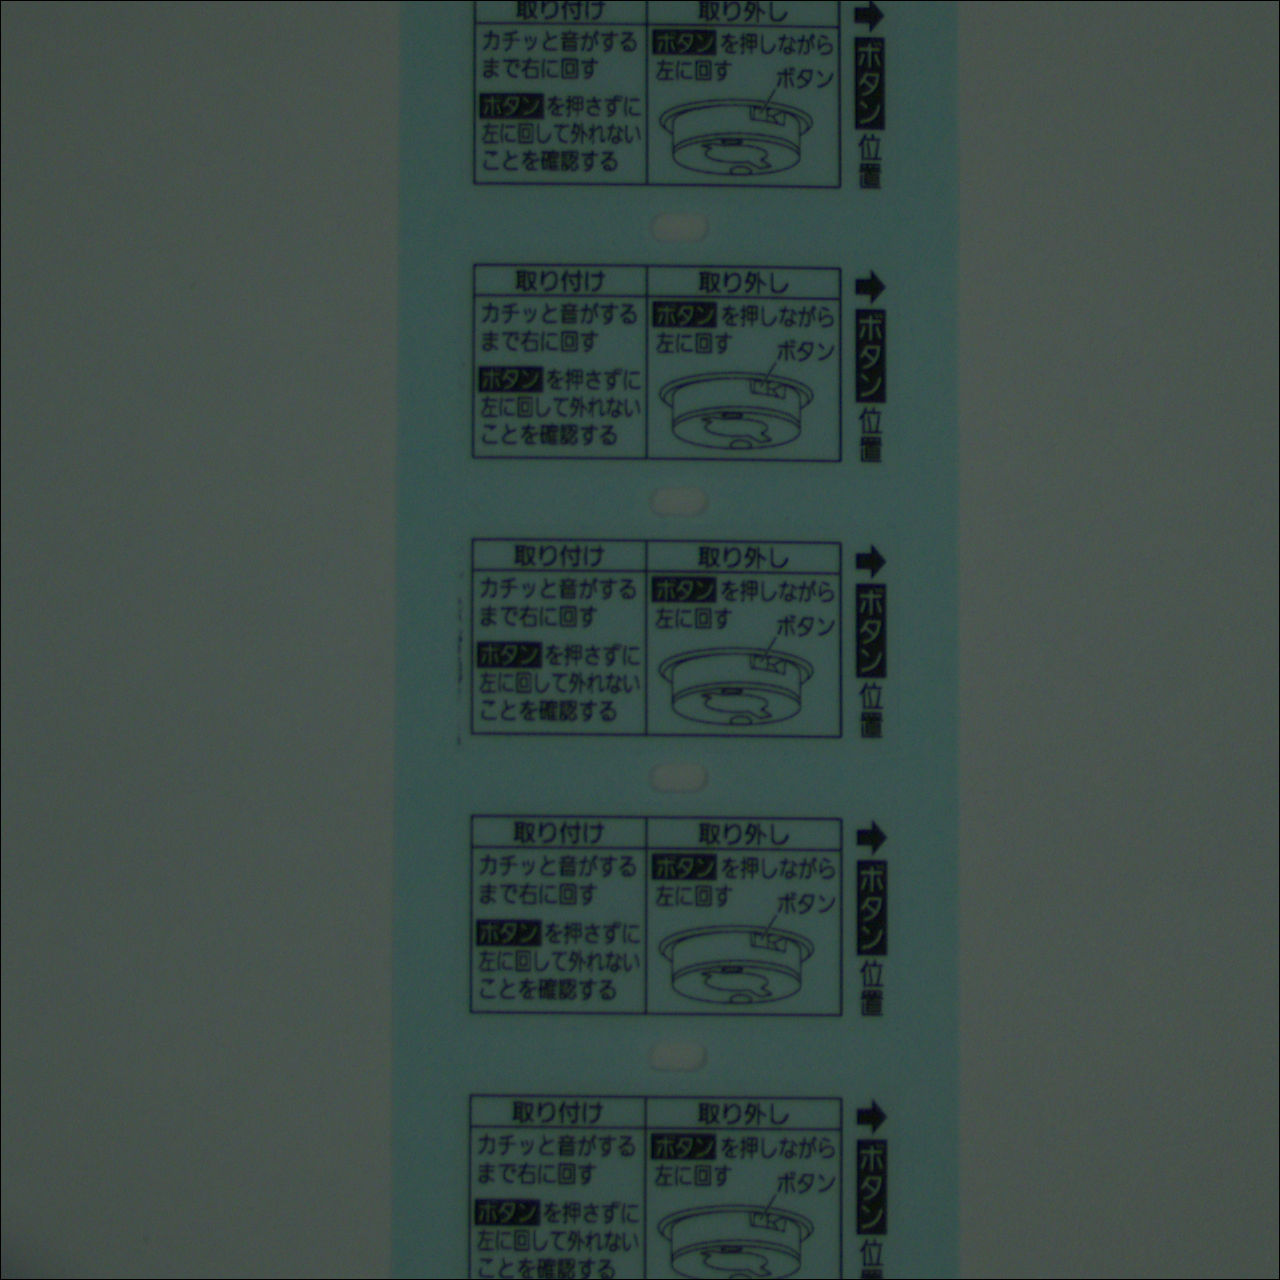 取り付け
取り外し
カチッと音がする
まで右に回す
ボタンを押さずに
左に回して外れない
ことを確認する
ボタンを押しながら
左に回す
ボタン
➡ボタン位置
取り付け
取り外し
カチッと音がする
まで右に回す
ボタンを押さずに
左に回して外れない
ことを確認する
ボタンを押しながら
左に回す
ボタン
➡ボタン位置
取り付け
取り外し
カチッと音がする
まで右に回す
ボタンを押さずに
左に回して外れない
ことを確認する
ボタンを押しながら
左に回す
ボタン
➡ボタン位置
取り付け
取り外し
カチッと音がする
まで右に回す
ボタンを押さずに
左に回して外れない
ことを確認する
ボタンを押しながら
左に回す
ボタン
➡ボタン位置
取り付け
取り外し
カチッと音がする
まで右に回す
ボタンを押さずに
左に回して外れない
ことを確認する
ボタンを押しながら
左に回す
ボタン
➡ボタン位置